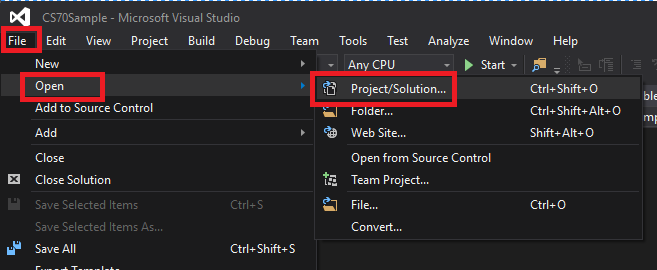 CS70Sample - Microsoft Visual Studio
File Edit View Project Build Debug Team Tools Test Analyze
Any CPU Start
New
Open
Add to Source Control
Add
Close
Close Solution
Save Selected Items Ctrl+S
Save Selected Items As...
Save All Ctrl+Shift+S
Export Template
Project/Solution... Ctrl+Shift+O
Folder... Ctrl+Shift+Alt+O
Web Site... Shift+Alt+O
Open from Source Control
Team Project...
File... Ctrl+O
Convert...